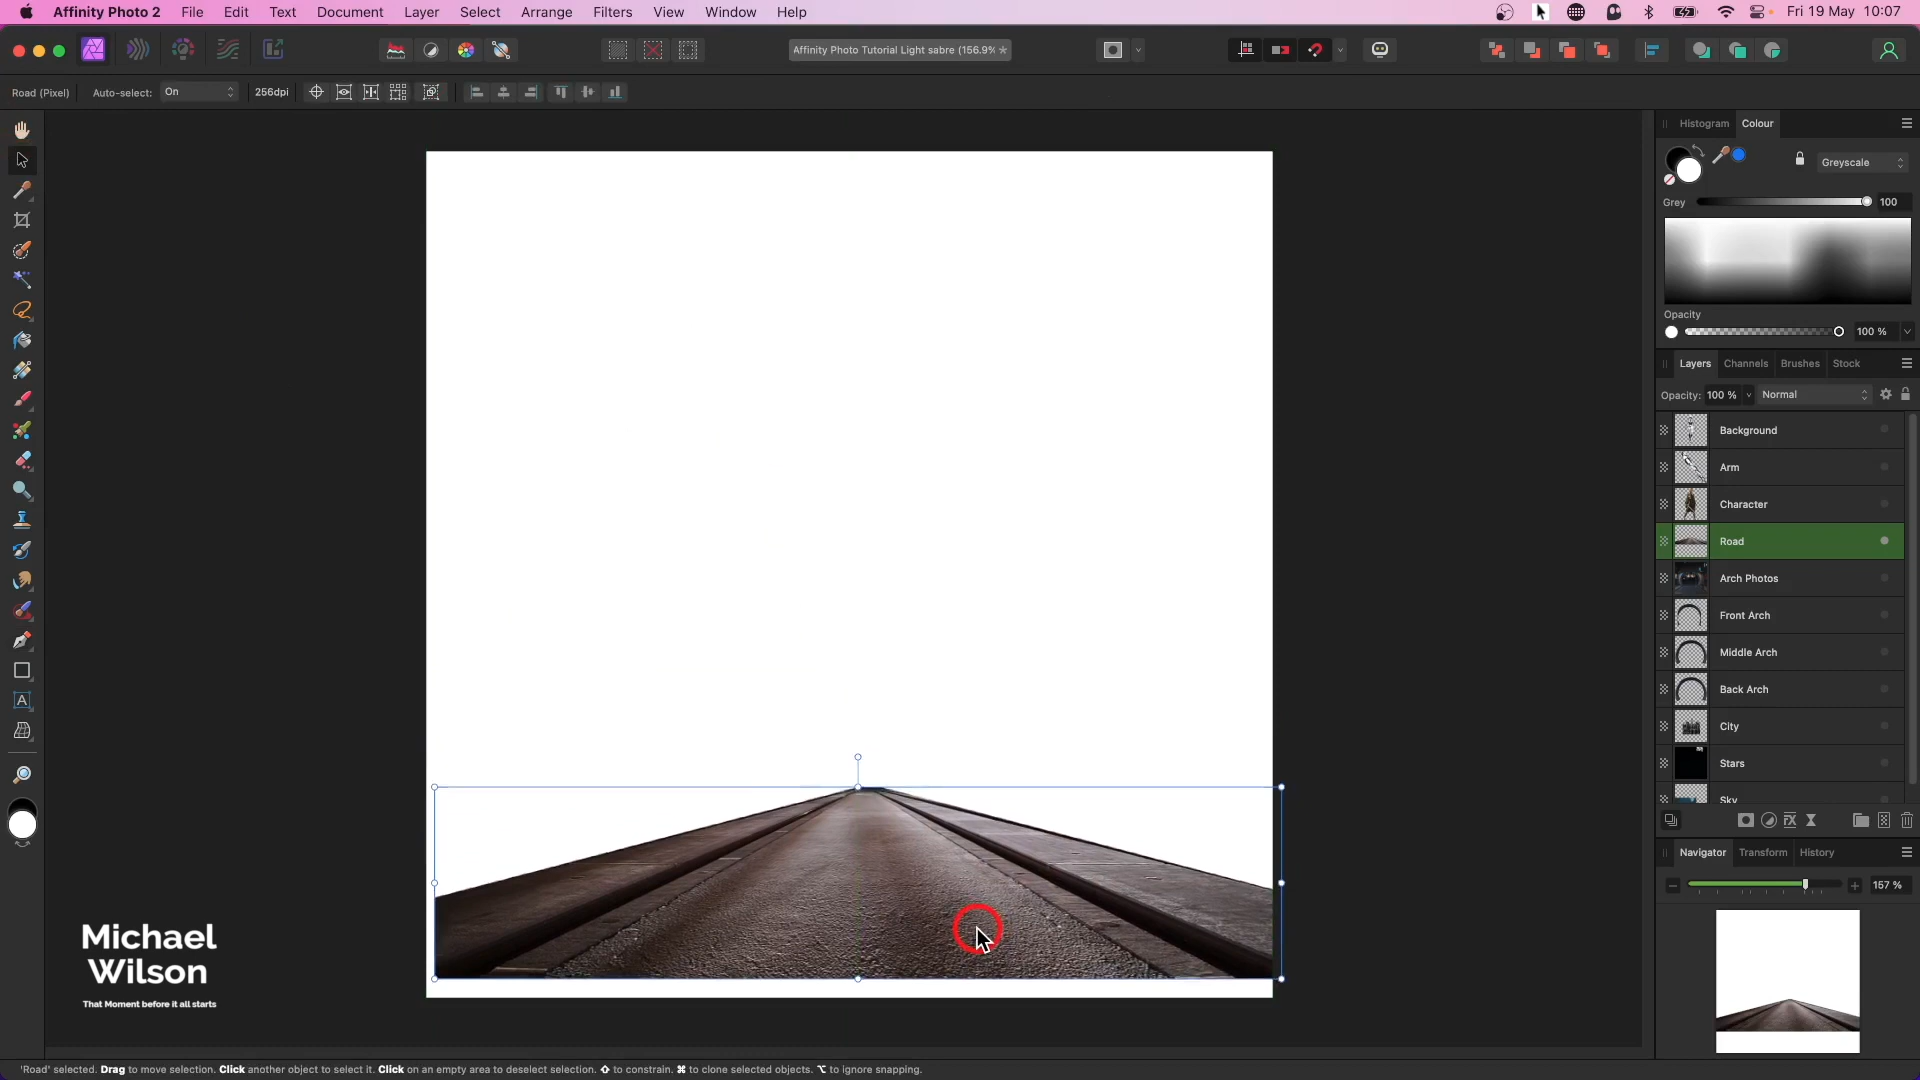 Affinity Photo 2 File Edit Text Document Layer Select Arrange Filters View Window Help Fri 19 May 10:07
Affinity Photo Tutorial Light sabre (156.9%
Road (Pixel) Auto-select: On 256dpi
Histogram Colour
Greyscale
Grey 100
Opacity
100 %
Layers Channels Brushes Stock
Opacity: 100 % Normal
Background
Arm
Character
Road
Arch Photos
Front Arch
Middle Arch
Back Arch
City
Stars
Sky
Navigator Transform History
157 %
Michael
Wilson
That Moment before it all starts
'Road' selected. Drag to move selection. Click another object to select it. Click on an empty area to deselect selection. ⇧ to constrain. ⌘ to clone selected objects. ⌥ to ignore snapping.